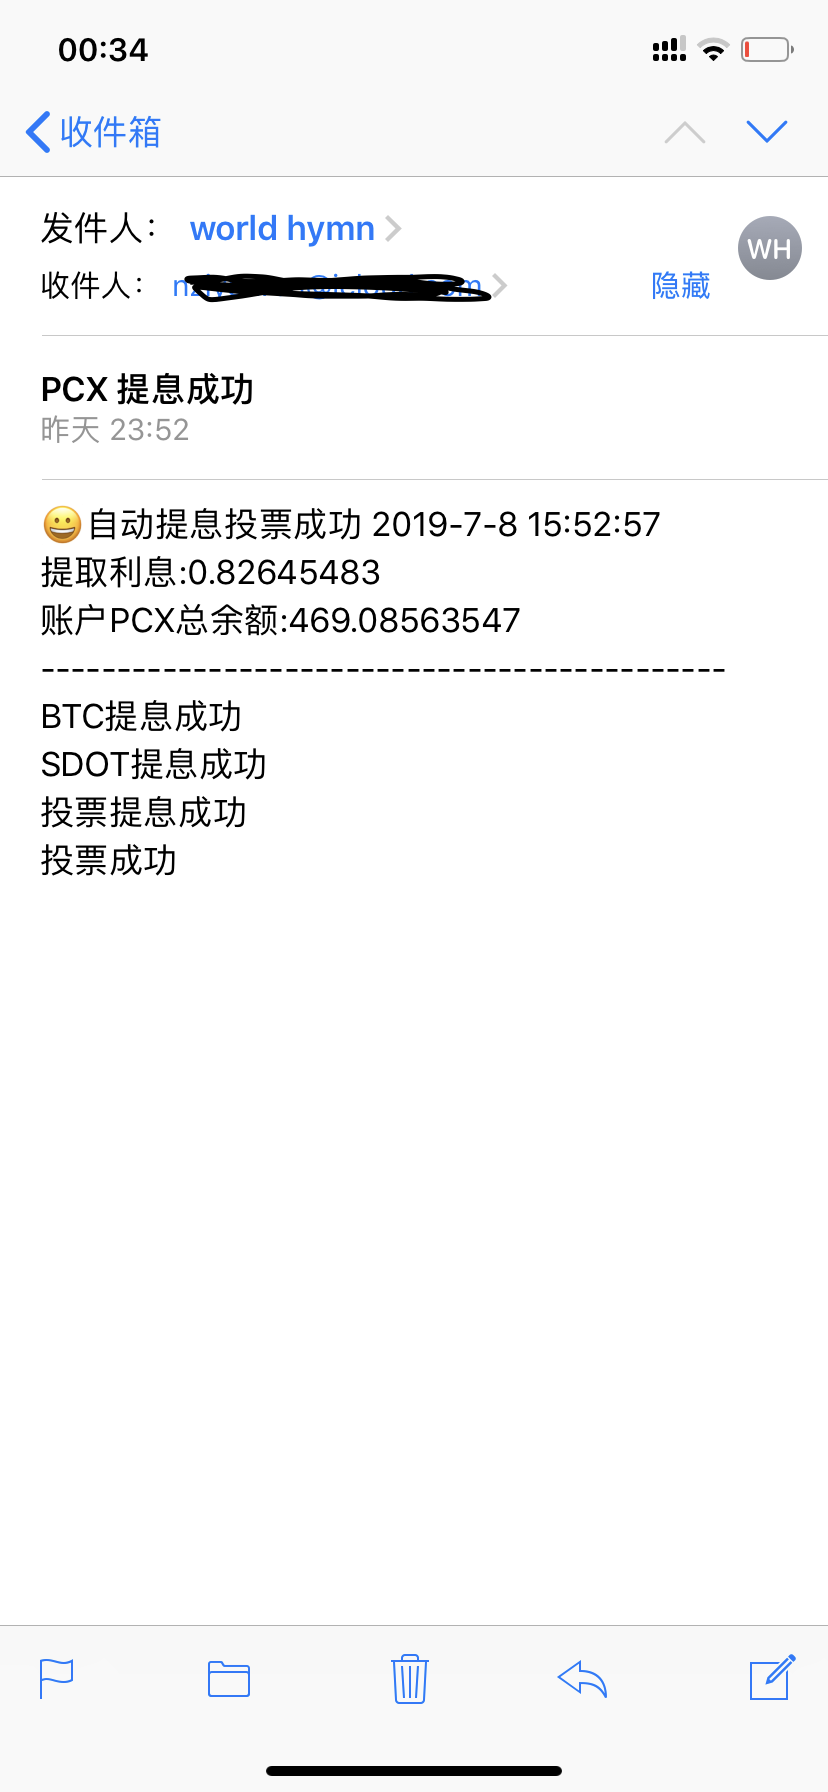 00:34
收件箱
发件人： world hymn
WH
收件人：
隐藏
PCX 提息成功
昨天 23:52
😀自动提息投票成功 2019-7-8 15:52:57
提取利息:0.82645483
账户PCX总余额:469.08563547
---------------------------------------------
BTC提息成功
SDOT提息成功
投票提息成功
投票成功